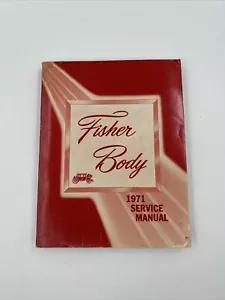 Fisher
Body
1971
SERVICE
MANUAL